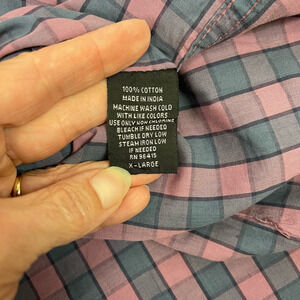 100% COTTON
MADE IN INDIA
MACHINE WASH COLD
WITH LIKE COLORS
USE ONLY NON CHLORINE
BLEACH IF NEEDED
TUMBLE DRY LOW
STEAM IRON LOW
IF NEEDED
RN 96415
X-LARGE